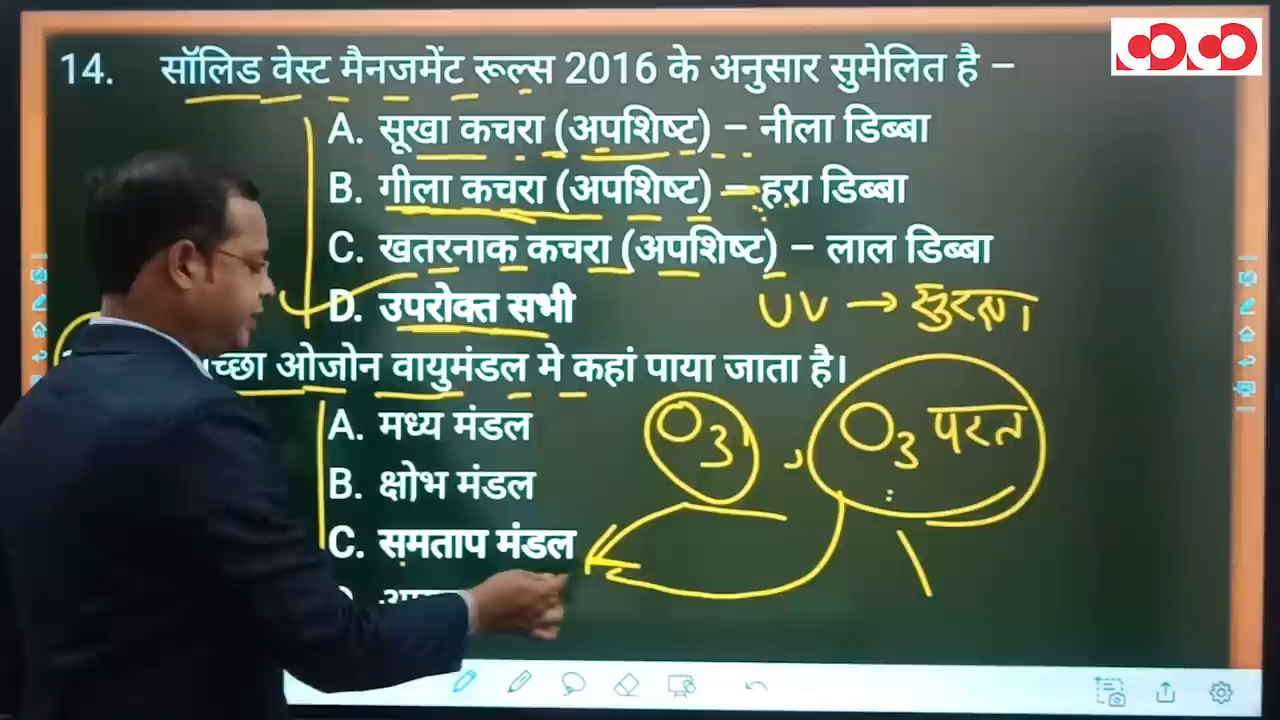 14. सॉलिड वेस्ट मैनजमेंट रूल्स 2016 के अनुसार सुमेलित है –
A. सूखा कचरा (अपशिष्ट) – नीला डिब्बा
B. गीला कचरा (अपशिष्ट) – हरा डिब्बा
C. खतरनाक कचरा (अपशिष्ट) – लाल डिब्बा
D. उपरोक्त सभी
UV → सुरक्षा
ओजोन वायुमंडल मे कहां पाया जाता है।
A. मध्य मंडल
O3, O3 परत
B. क्षोभ मंडल
C. समताप मंडल